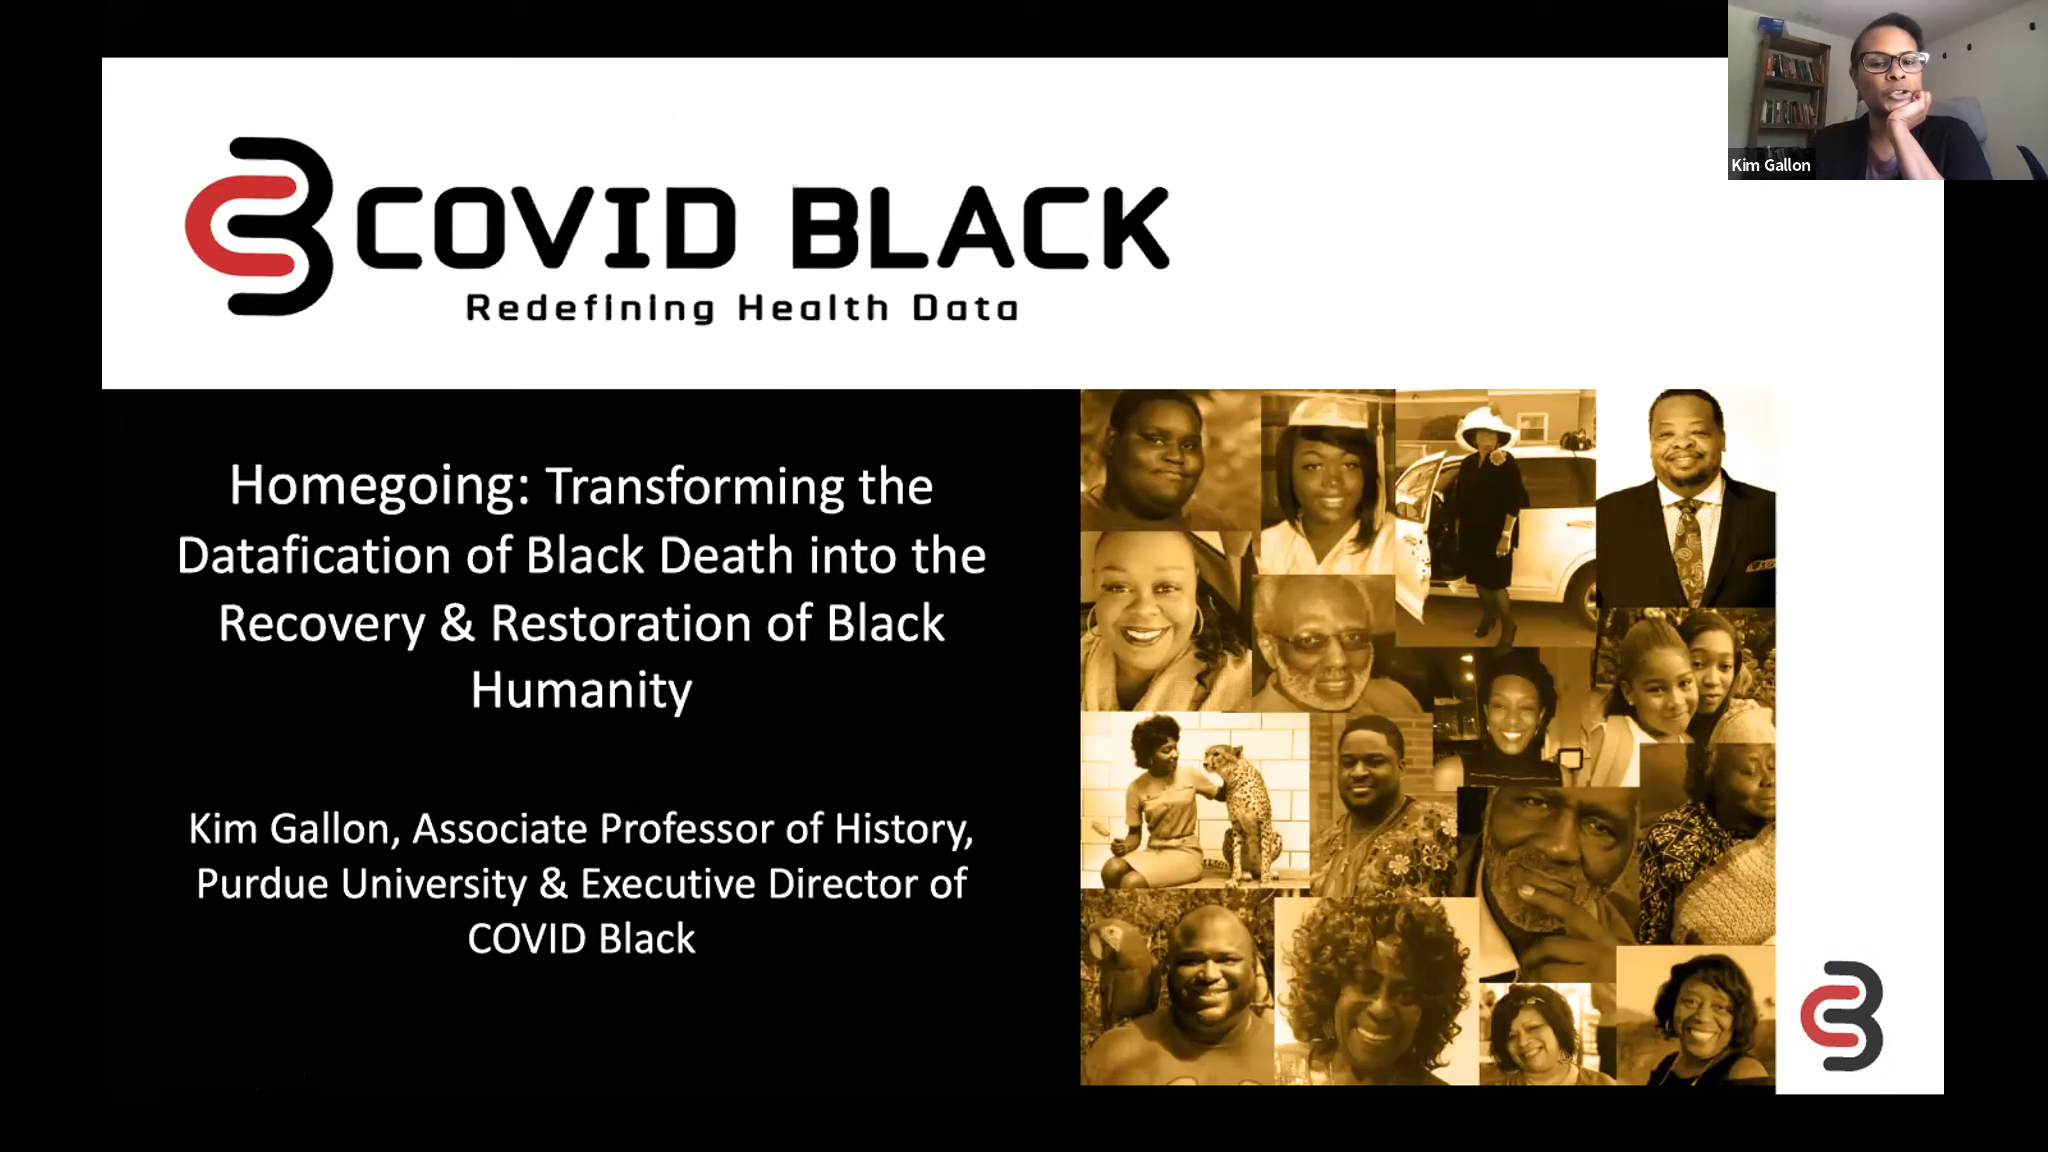 COVID BLACK
Redefining Health Data
Kim Gallon
Homegoing: Transforming the
Datafication of Black Death into the
Recovery & Restoration of Black
Humanity
Kim Gallon, Associate Professor of History,
Purdue University & Executive Director of
COVID Black